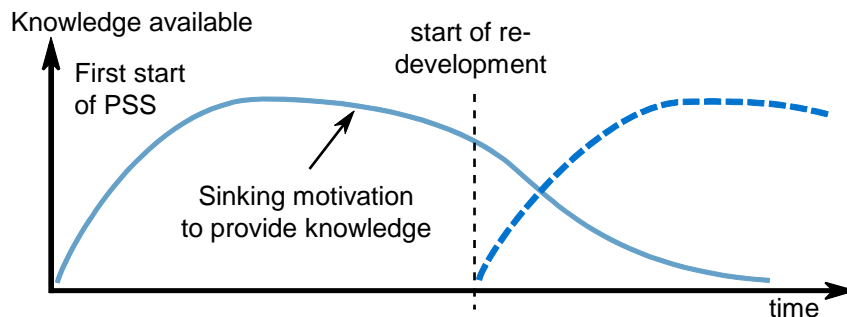 Knowledge available
First start
of PSS
start of re-
development
Sinking motivation
to provide knowledge
time